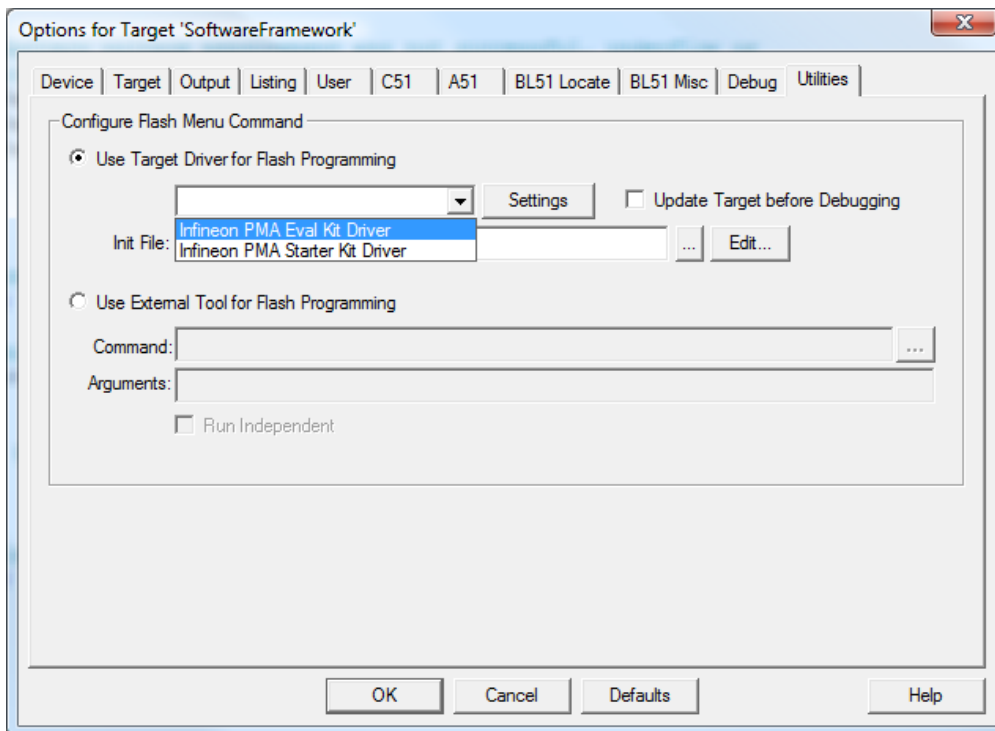 Options for Target 'SoftwareFramework'
Device Target Output Listing User C51 A51 BL51 Locate BL51 Misc Debug Utilities
Configure Flash Menu Command
Use Target Driver for Flash Programming
Settings Update Target before Debugging
Infineon PMA Eval Kit Driver
Init File: ... Edit...
Infineon PMA Starter Kit Driver
Use External Tool for Flash Programming
Command: ...
Arguments:
Run Independent
OK Cancel Defaults Help